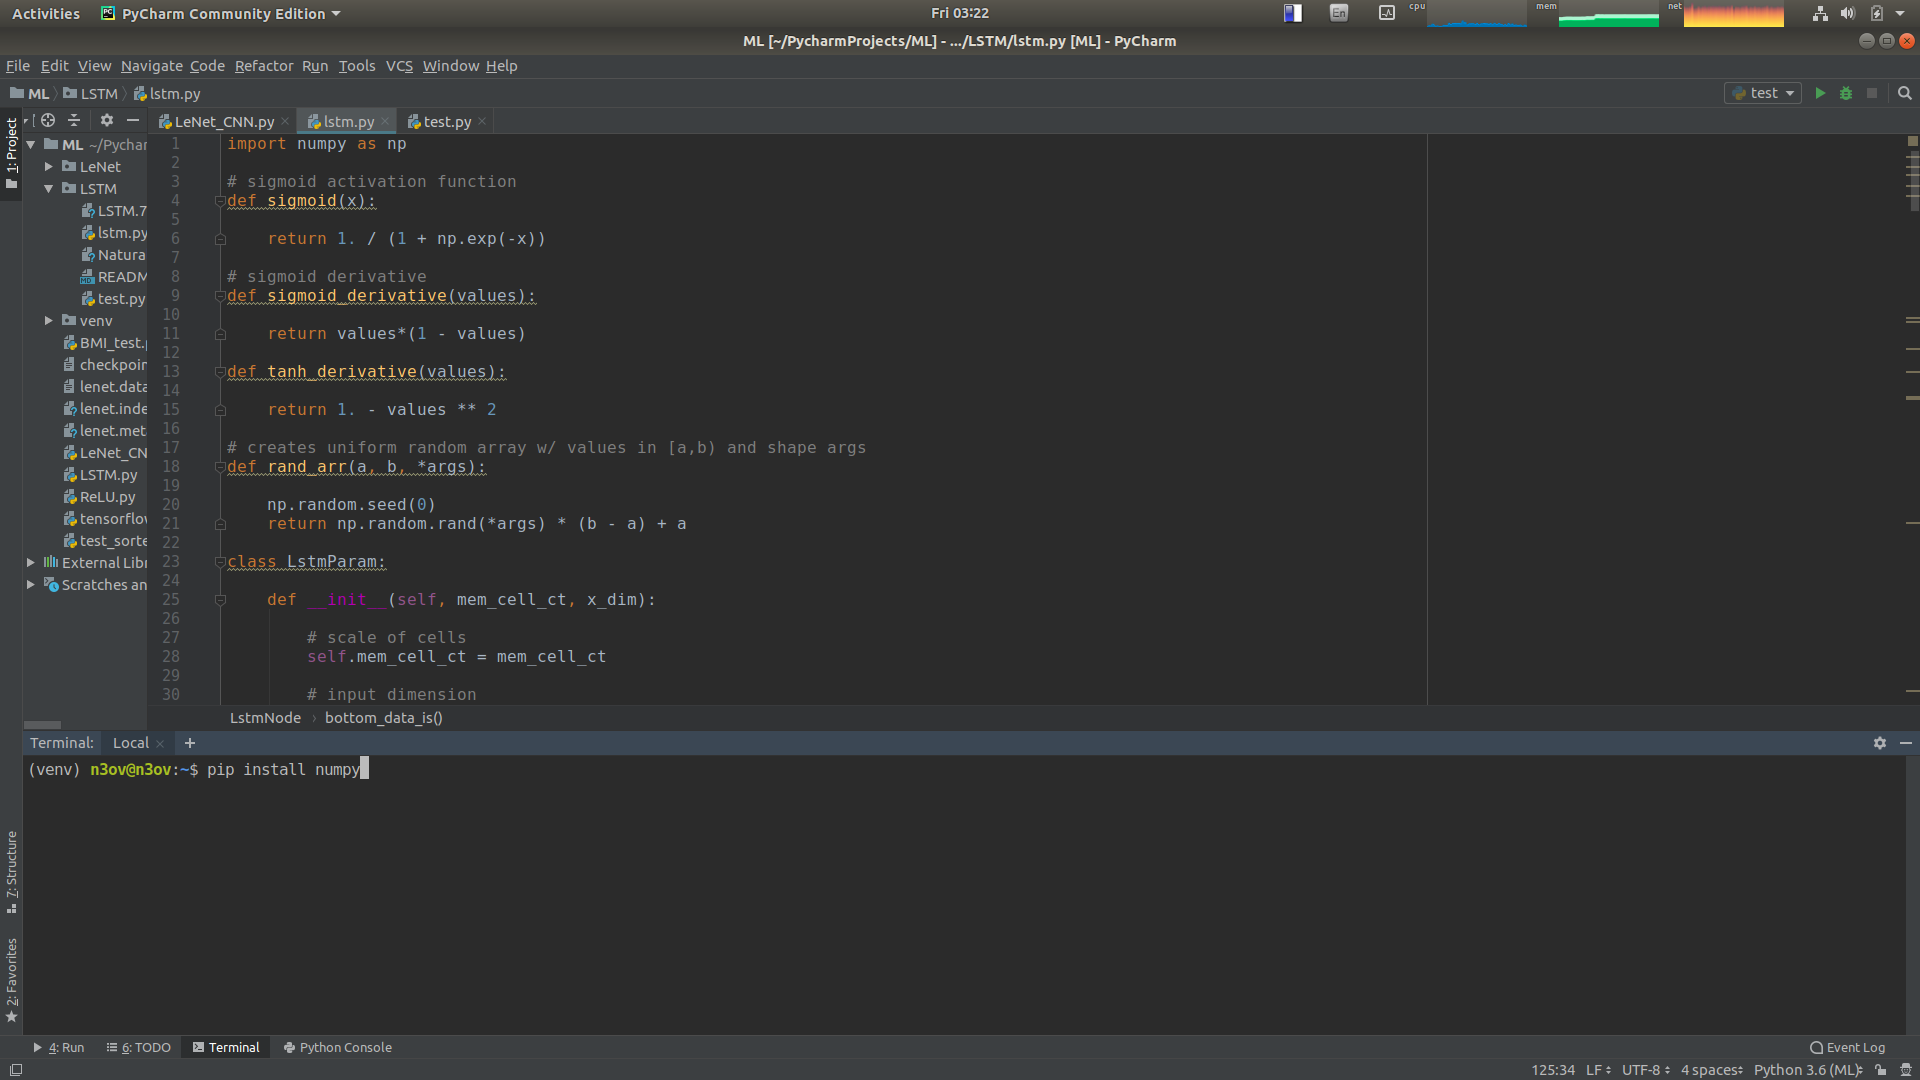 Activities PyCharm Community Edition Fri 03:22 En cpu mem net
ML [~/PycharmProjects/ML] - .../LSTM/lstm.py [ML] - PyCharm
File Edit View Navigate Code Refactor Run Tools VCS Window Help
ML LSTM lstm.py test
1: Project
LeNet_CNN.py lstm.py test.py
ML ~/Pychar
LeNet
LSTM
LSTM.7
lstm.py
Natura
READM
test.py
venv
BMI_test.
checkpoin
lenet.data
lenet.inde
lenet.met
LeNet_CN
LSTM.py
ReLU.py
tensorflov
test_sorte
External Libr
Scratches an
1 import numpy as np
2
3 # sigmoid activation function
4 def sigmoid(x):
5
6 return 1. / (1 + np.exp(-x))
7
8 # sigmoid derivative
9 def sigmoid_derivative(values):
10
11 return values*(1 - values)
12
13 def tanh_derivative(values):
14
15 return 1. - values ** 2
16
17 # creates uniform random array w/ values in [a,b) and shape args
18 def rand_arr(a, b, *args):
19
20 np.random.seed(0)
21 return np.random.rand(*args) * (b - a) + a
22
23 class LstmParam:
24
25 def __init__(self, mem_cell_ct, x_dim):
26
27 # scale of cells
28 self.mem_cell_ct = mem_cell_ct
29
30 # input dimension
LstmNode › bottom_data_is()
Terminal: Local +
(venv) n3ov@n3ov:~$ pip install numpy
7: Structure
2: Favorites
4: Run 6: TODO Terminal Python Console Event Log
125:34 LF UTF-8 4 spaces Python 3.6 (ML)